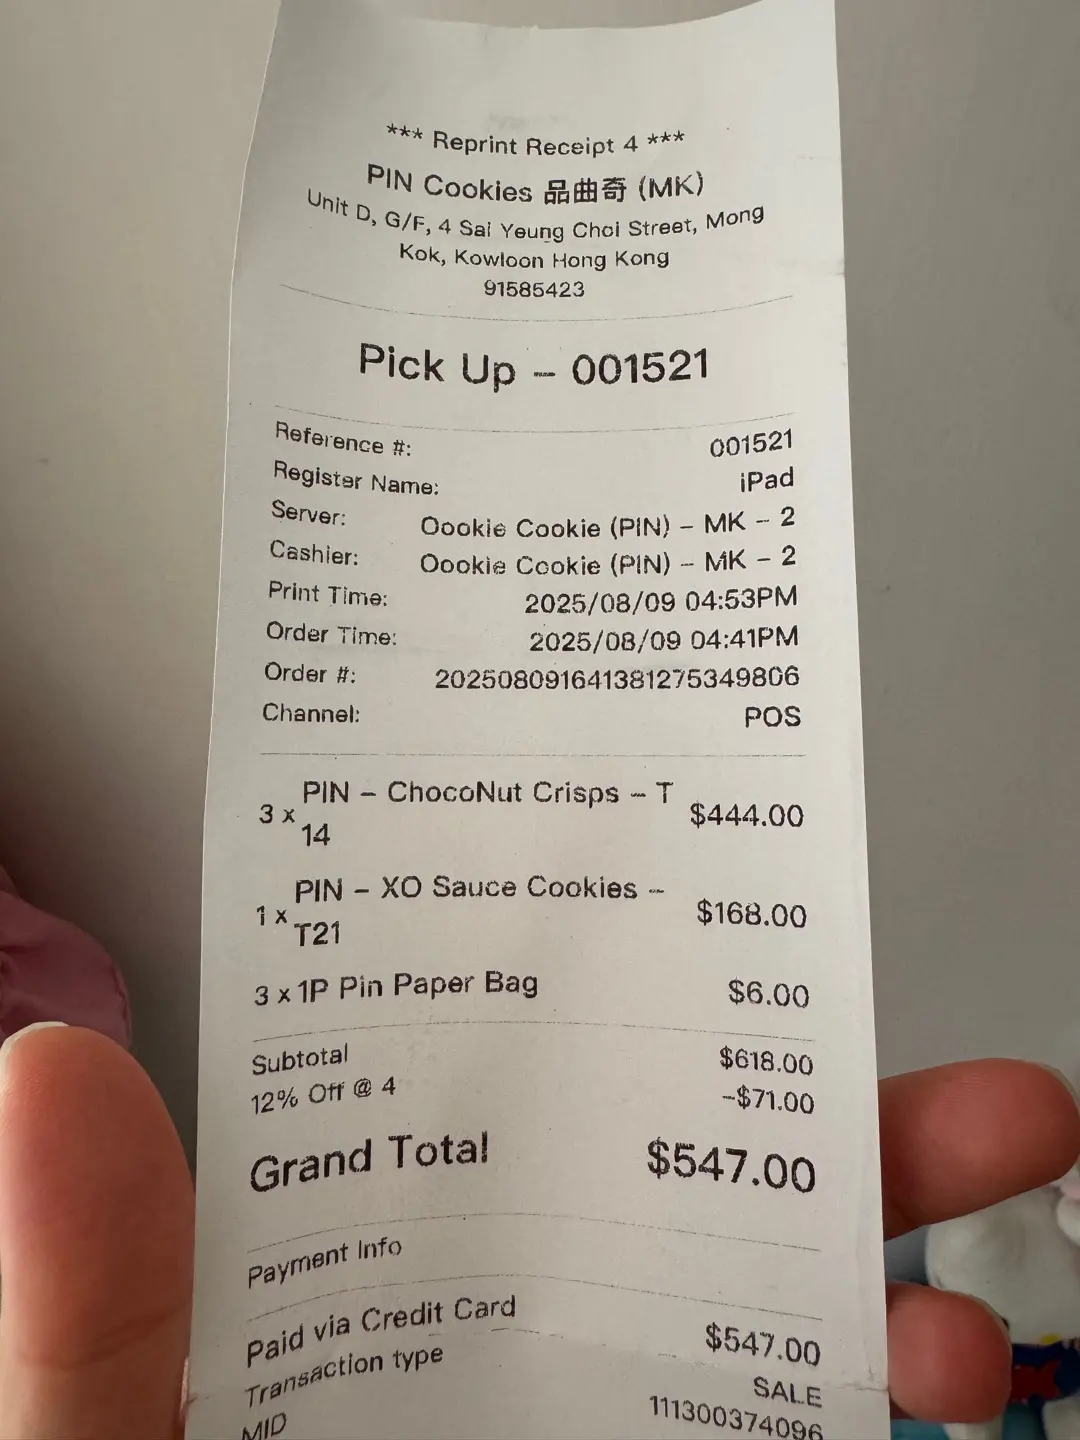 *** Reprint Receipt 4 ***
PIN Cookies 品曲奇 (MK)
Unit D, G/F, 4 Sai Yeung Choi Street, Mong
Kok, Kowloon Hong Kong
91585423
Pick Up - 001521
Reference #: 001521
Register Name: iPad
Server: Oookie Cookie (PIN) - MK - 2
Cashier: Oookie Cookie (PIN) - MK - 2
Print Time: 2025/08/09 04:53PM
Order Time: 2025/08/09 04:41PM
Order #: 202508091641381275349806
Channel: POS
3 x PIN - ChocoNut Crisps - T $444.00
14
1 x PIN - XO Sauce Cookies - $168.00
T21
3 x 1P Pin Paper Bag $6.00
Subtotal $618.00
12% Off @ 4 -$71.00
Grand Total $547.00
Payment Info
Paid via Credit Card $547.00
Transaction type SALE
MID 111300374096